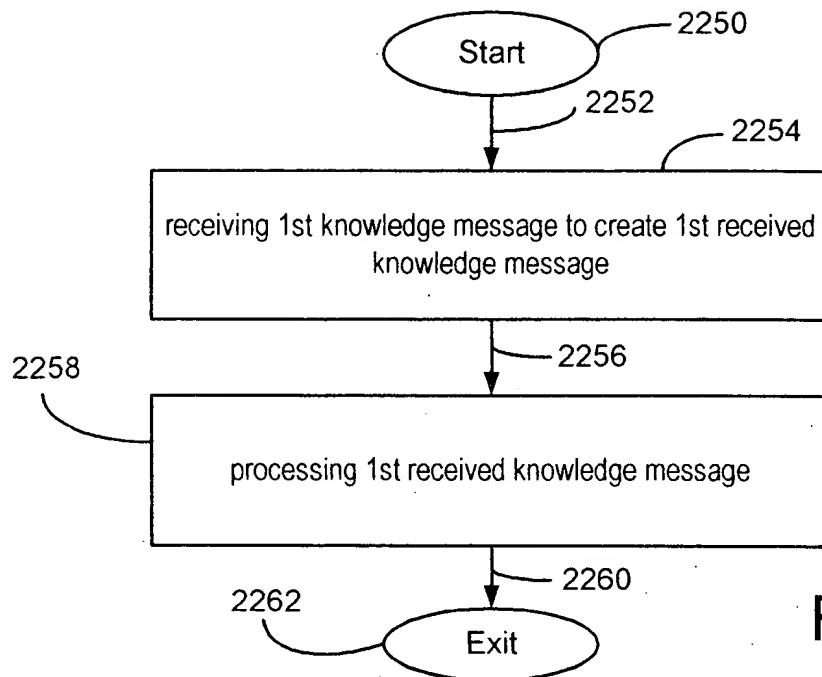 Start
2250
2252
2254
receiving 1st knowledge message to create 1st received
knowledge message
2256
2258
processing 1st received knowledge message
2260
2262
Exit